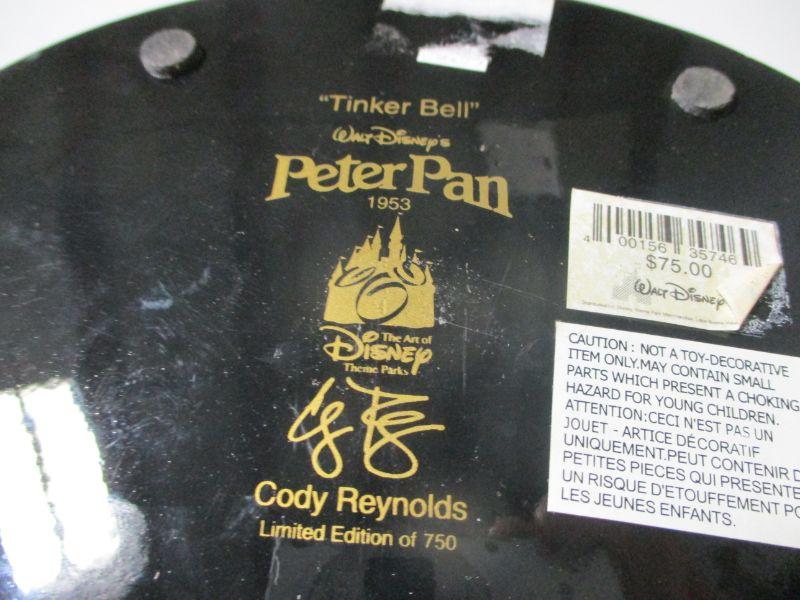 "Tinker Bell"
Walt Disney's
Peter Pan
1953
The Art of
Disney
Theme Parks
Cody Reynolds
Limited Edition of 750
4 00156 35746
$75.00
Walt Disney
CAUTION : NOT A TOY-DECORATIVE
ITEM ONLY.MAY CONTAIN SMALL
PARTS WHICH PRESENT A CHOKING
HAZARD FOR YOUNG CHILDREN.
ATTENTION:CECI N'EST PAS UN
JOUET - ARTICE DÉCORATIF
UNIQUEMENT.PEUT CONTENIR D
PETITES PIECES QUI PRESENTE
UN RISQUE D'ETOUFFEMENT PO
LES JEUNES ENFANTS.